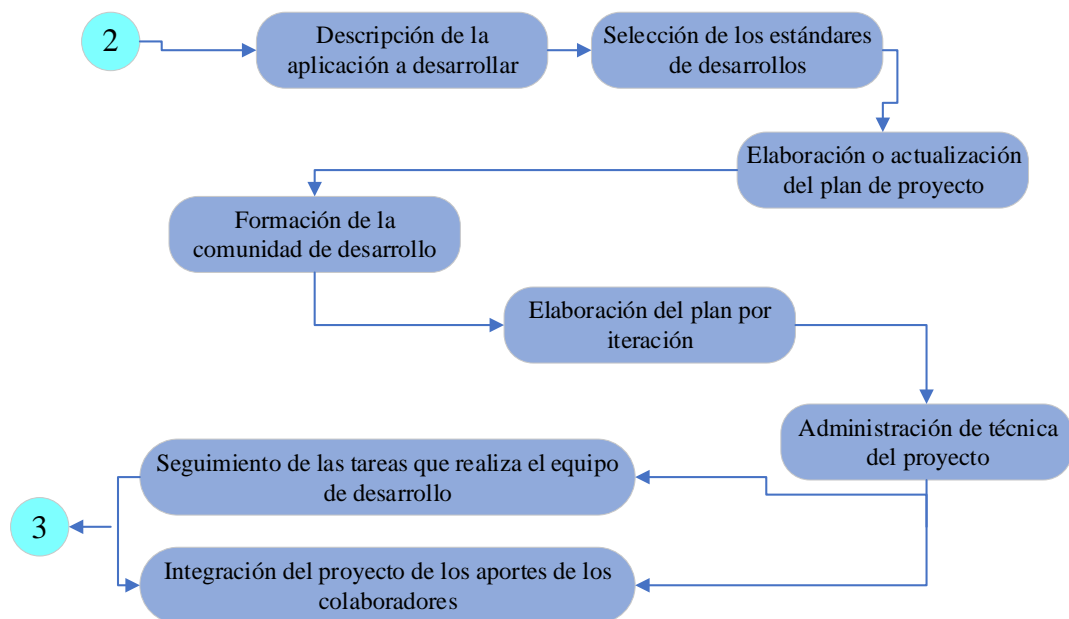 2
Descripción de la
aplicación a desarrollar
Selección de los estándares
de desarrollos
Elaboración o actualización
del plan de proyecto
Formación de la
comunidad de desarrollo
Elaboración del plan por
iteración
Administración de técnica
del proyecto
Seguimiento de las tareas que realiza el equipo
de desarrollo
3
Integración del proyecto de los aportes de los
colaboradores